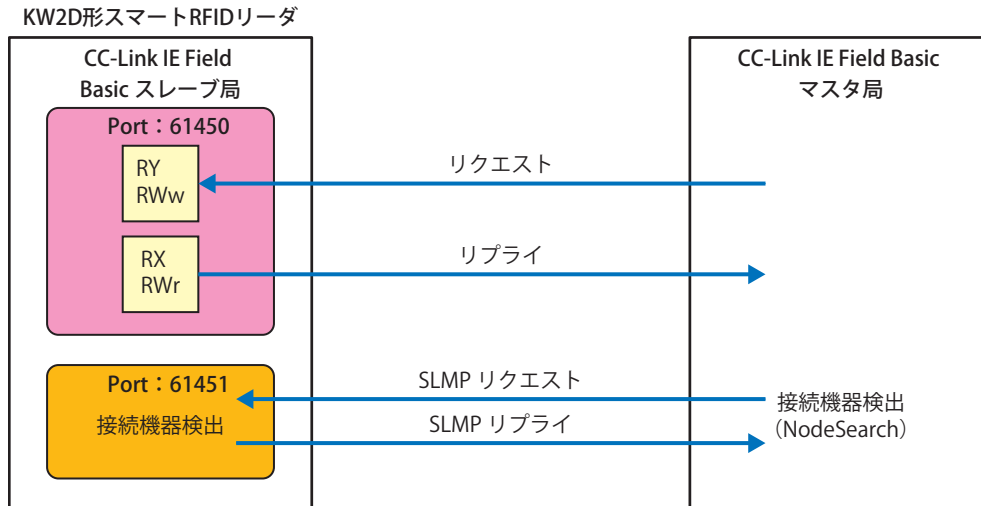 KW2D形スマートRFIDリーダ
CC-Link IE Field
Basic スレーブ局
Port：61450
RY
RWw
RX
RWr
Port：61451
接続機器検出
リクエスト
リプライ
SLMP リクエスト
SLMP リプライ
CC-Link IE Field Basic
マスタ局
接続機器検出
（NodeSearch）